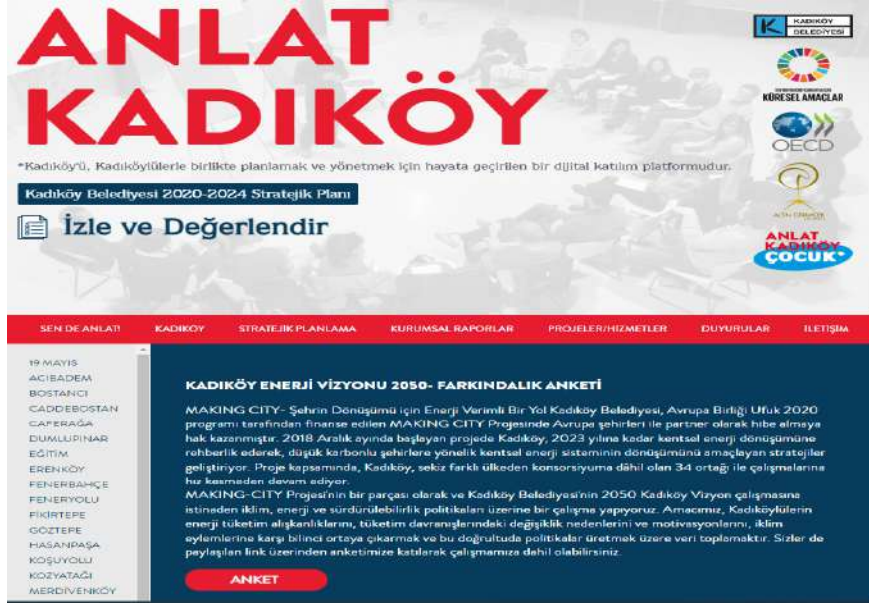 ANLAT
KADIKÖY
*Kadıköy'ü, Kadıköylülerle birlikte planlamak ve yönetmek için hayata geçirilen bir dijital katılım platformudur.
Kadıköy Belediyesi 2020-2024 Stratejik Planı
İzle ve Değerlendir
KADIKÖY
BELEDİYESİ
KÜRESEL AMAÇLAR
OECD
ANLAT
KADIKÖY
ÇOCUK*
SEN DE ANLAT! KADIKÖY STRATEJİK PLANLAMA KURUMSAL RAPORLAR PROJELER/HİZMETLER DUYURULAR İLETİŞİM
19 MAYIS
ACIBADEM
BOSTANCI
CADDEBOSTAN
CAFERAĞA
DUMLUPINAR
EĞİTİM
ERENKÖY
FENERBAHÇE
FENERYOLU
FİKİRTEPE
GÖZTEPE
HASANPAŞA
KOŞUYOLU
KOZYATAĞI
MERDİVENKÖY
KADIKÖY ENERJİ VİZYONU 2050- FARKINDALIK ANKETİ
MAKING CITY- Şehrin Dönüşümü için Enerji Verimli Bir Yol Kadıköy Belediyesi, Avrupa Birliği Ufuk 2020
programı tarafından finanse edilen MAKING CITY Projesinde Avrupa şehirleri ile partner olarak hibe almaya
hak kazanmıştır. 2018 Aralık ayında başlayan projede Kadıköy, 2023 yılına kadar kentsel enerji dönüşümüne
rehberlik ederek, düşük karbonlu şehirlere yönelik kentsel enerji sisteminin dönüşümünü amaçlayan stratejiler
geliştiriyor. Proje kapsamında, Kadıköy, sekiz farklı ülkeden konsorsiyuma dâhil olan 34 ortağı ile çalışmalarına
hız kesmeden devam ediyor.
MAKING-CITY Projesi'nin bir parçası olarak ve Kadıköy Belediyesi'nin 2050 Kadıköy Vizyon çalışmasına
istinaden iklim, enerji ve sürdürülebilirlik politikaları üzerine bir çalışma yapıyoruz. Amacımız, Kadıköylülerin
enerji tüketim alışkanlıklarını, tüketim davranışlarındaki değişiklik nedenlerini ve motivasyonlarını, iklim
eylemlerine karşı bilinci ortaya çıkarmak ve bu doğrultuda politikalar üretmek üzere veri toplamaktır. Sizler de
paylaşılan link üzerinden anketimize katılarak çalışmamıza dahil olabilirsiniz.
ANKET